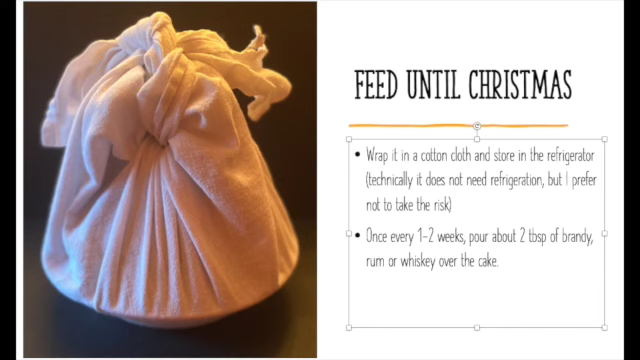 FEED UNTIL CHRISTMAS
• Wrap it in a cotton cloth and store in the refrigerator
(technically it does not need refrigeration, but I prefer
not to take the risk)
• Once every 1-2 weeks, pour about 2 tbsp of brandy,
rum or whiskey over the cake.